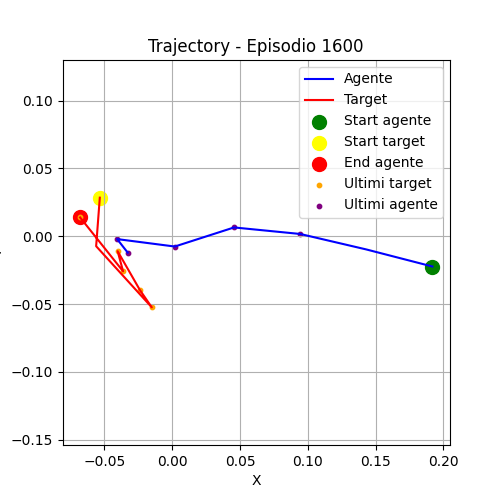 Trajectory - Episodio 1600
Agente
Target
Start agente
Start target
End agente
Ultimi target
Ultimi agente
0.10
0.05
0.00
−0.05
−0.10
−0.15
−0.05
0.00
0.05
0.10
0.15
0.20
X